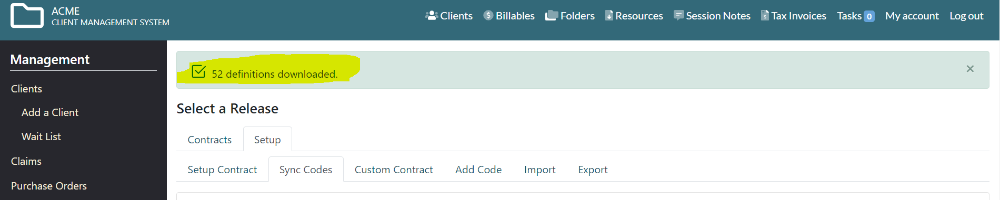 ACME
CLIENT MANAGEMENT SYSTEM
Clients Billables Folders Resources Session Notes Tax Invoices Tasks 0 My account Log out
Management
Clients
Add a Client
Wait List
Claims
Purchase Orders
52 definitions downloaded.
×
Select a Release
Contracts Setup
Setup Contract Sync Codes Custom Contract Add Code Import Export